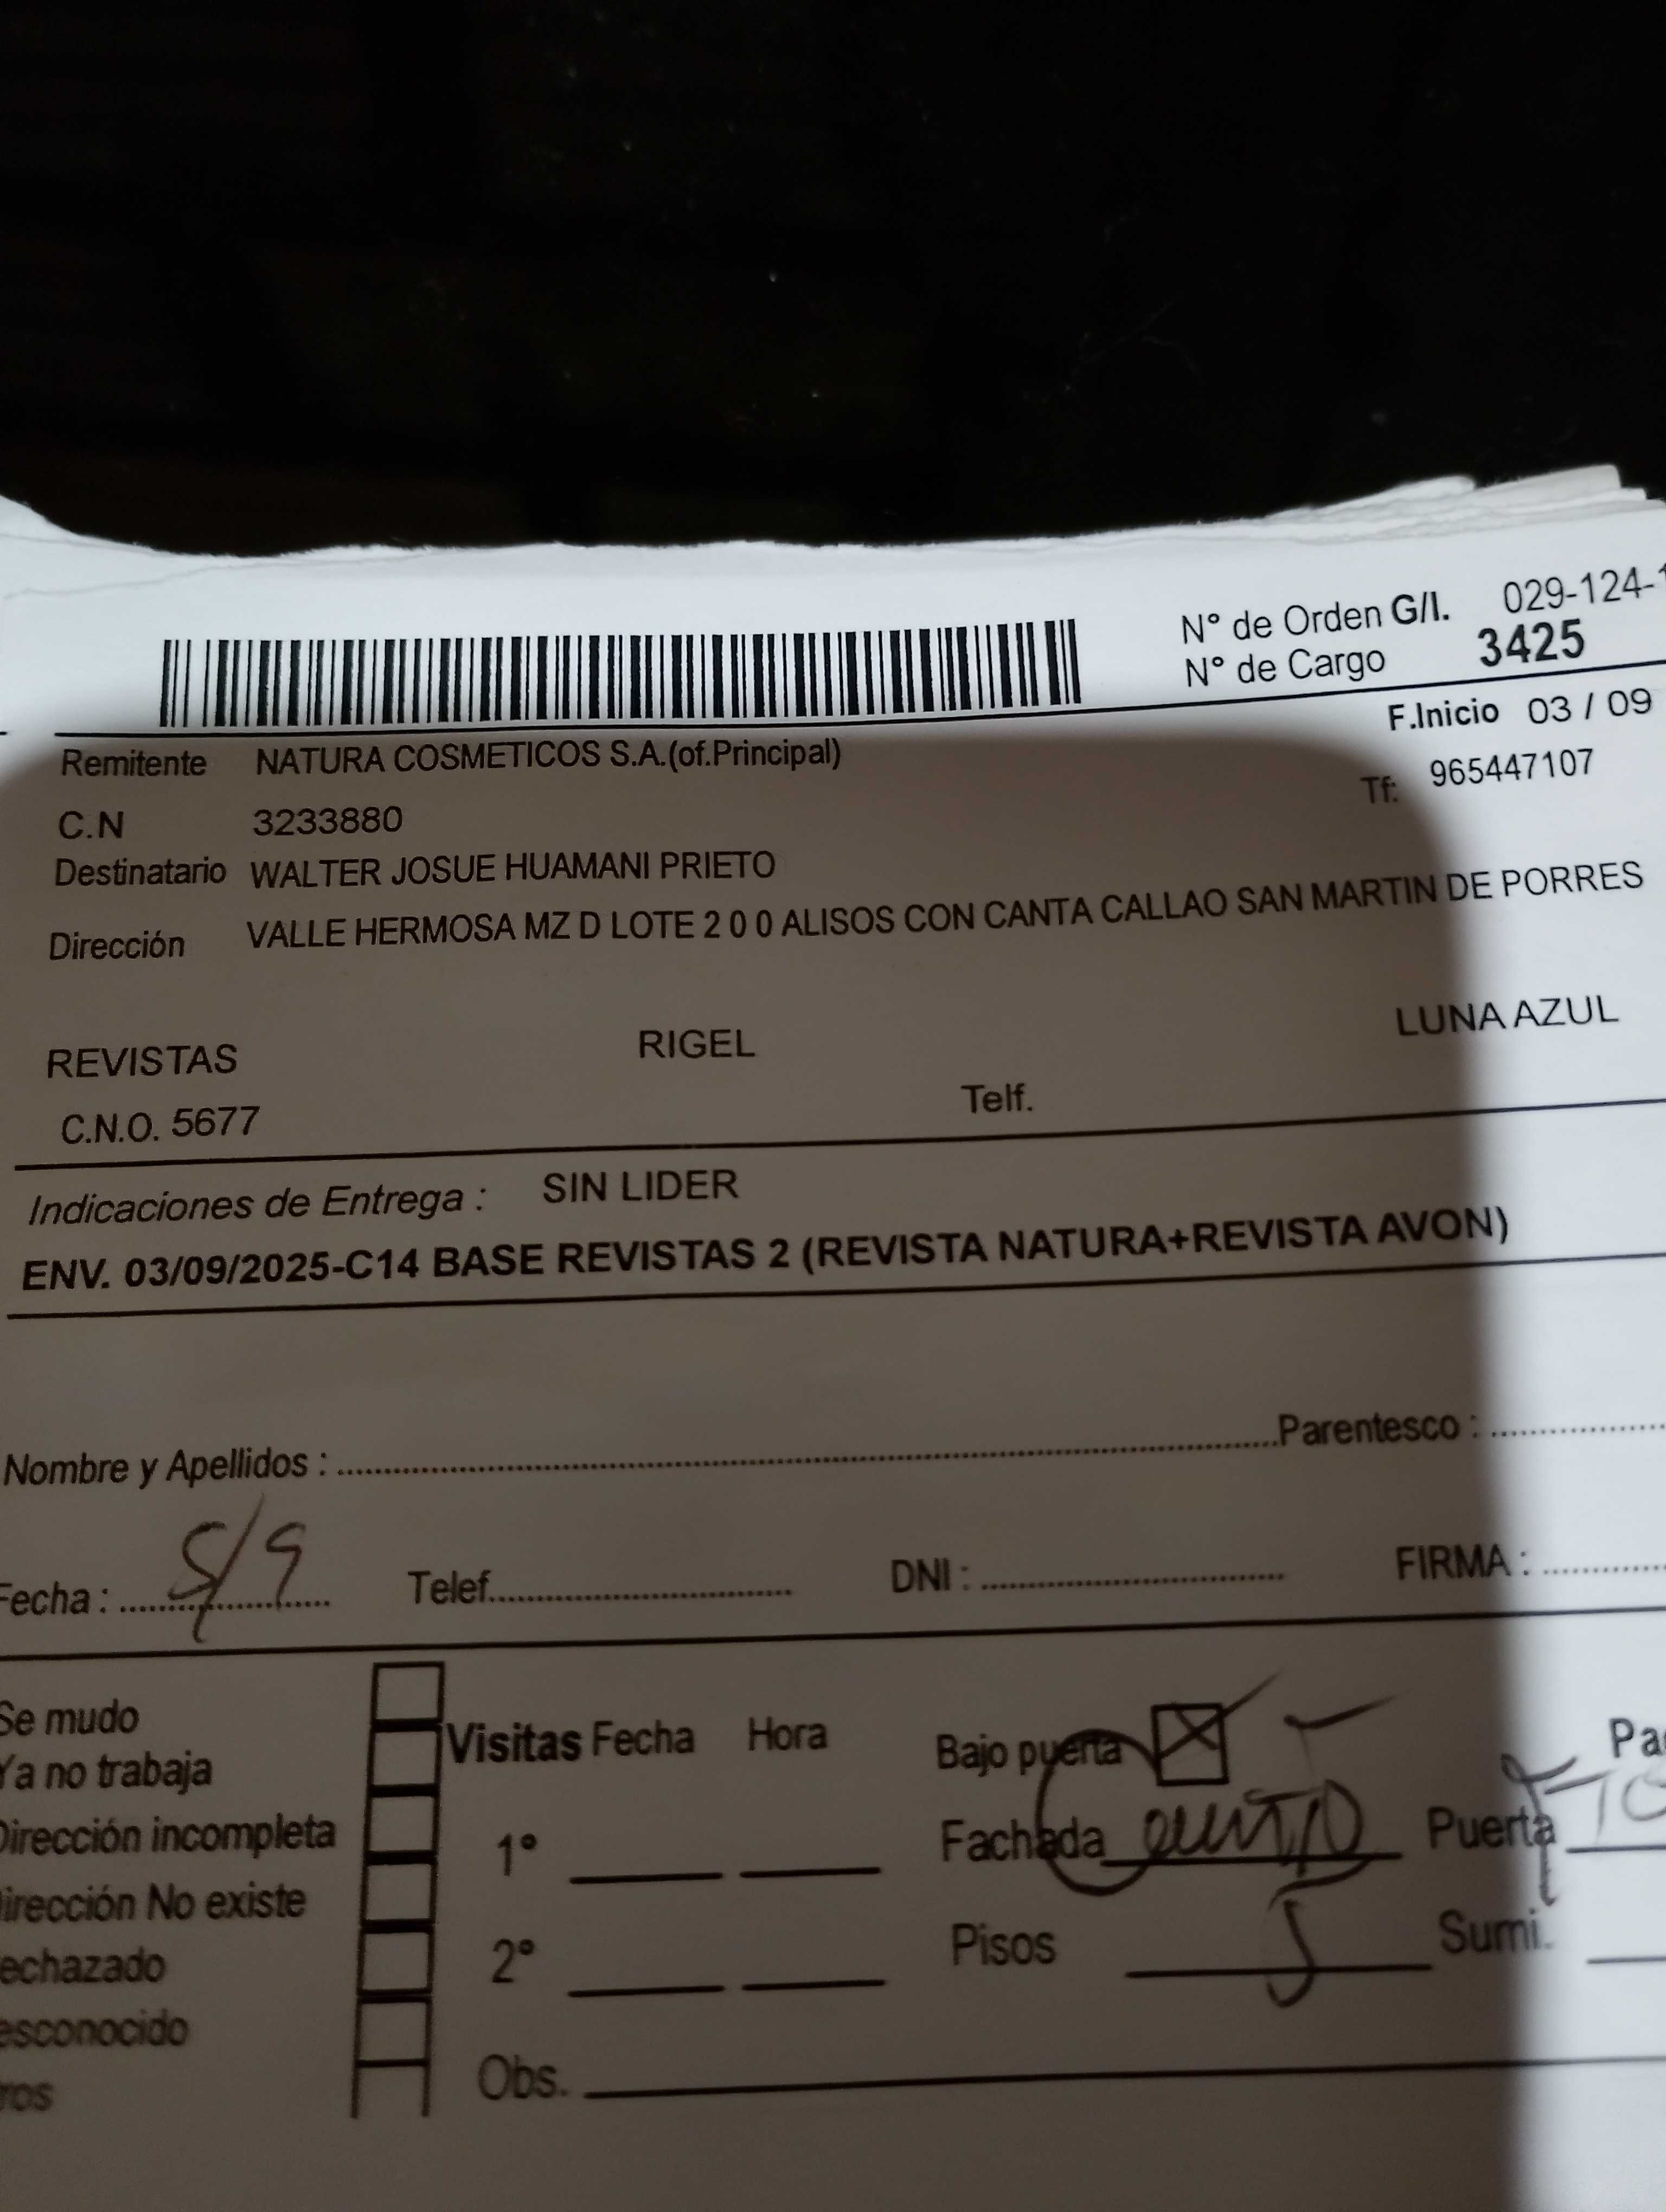 N° de Orden G/I. 029-124-
N° de Cargo 3425
F.Inicio 03 / 09
Remitente NATURA COSMETICOS S.A.(of.Principal)
Tf: 965447107
C.N 3233880
Destinatario WALTER JOSUE HUAMANI PRIETO
Dirección VALLE HERMOSA MZ D LOTE 2 0 0 ALISOS CON CANTA CALLAO SAN MARTIN DE PORRES
REVISTAS RIGEL LUNA AZUL
C.N.O. 5677 Telf.
Indicaciones de Entrega : SIN LIDER
ENV. 03/09/2025-C14 BASE REVISTAS 2 (REVISTA NATURA+REVISTA AVON)
Nombre y Apellidos : Parentesco :
Fecha : 5/9 Telef. DNI : FIRMA :
Se mudo
Ya no trabaja
Visitas Fecha Hora
Bajo puerta
Dirección incompleta
1°
Fachada Puerta
Dirección No existe
echazado
2°
Pisos 5 Sumi.
esconocido
ros
Obs.